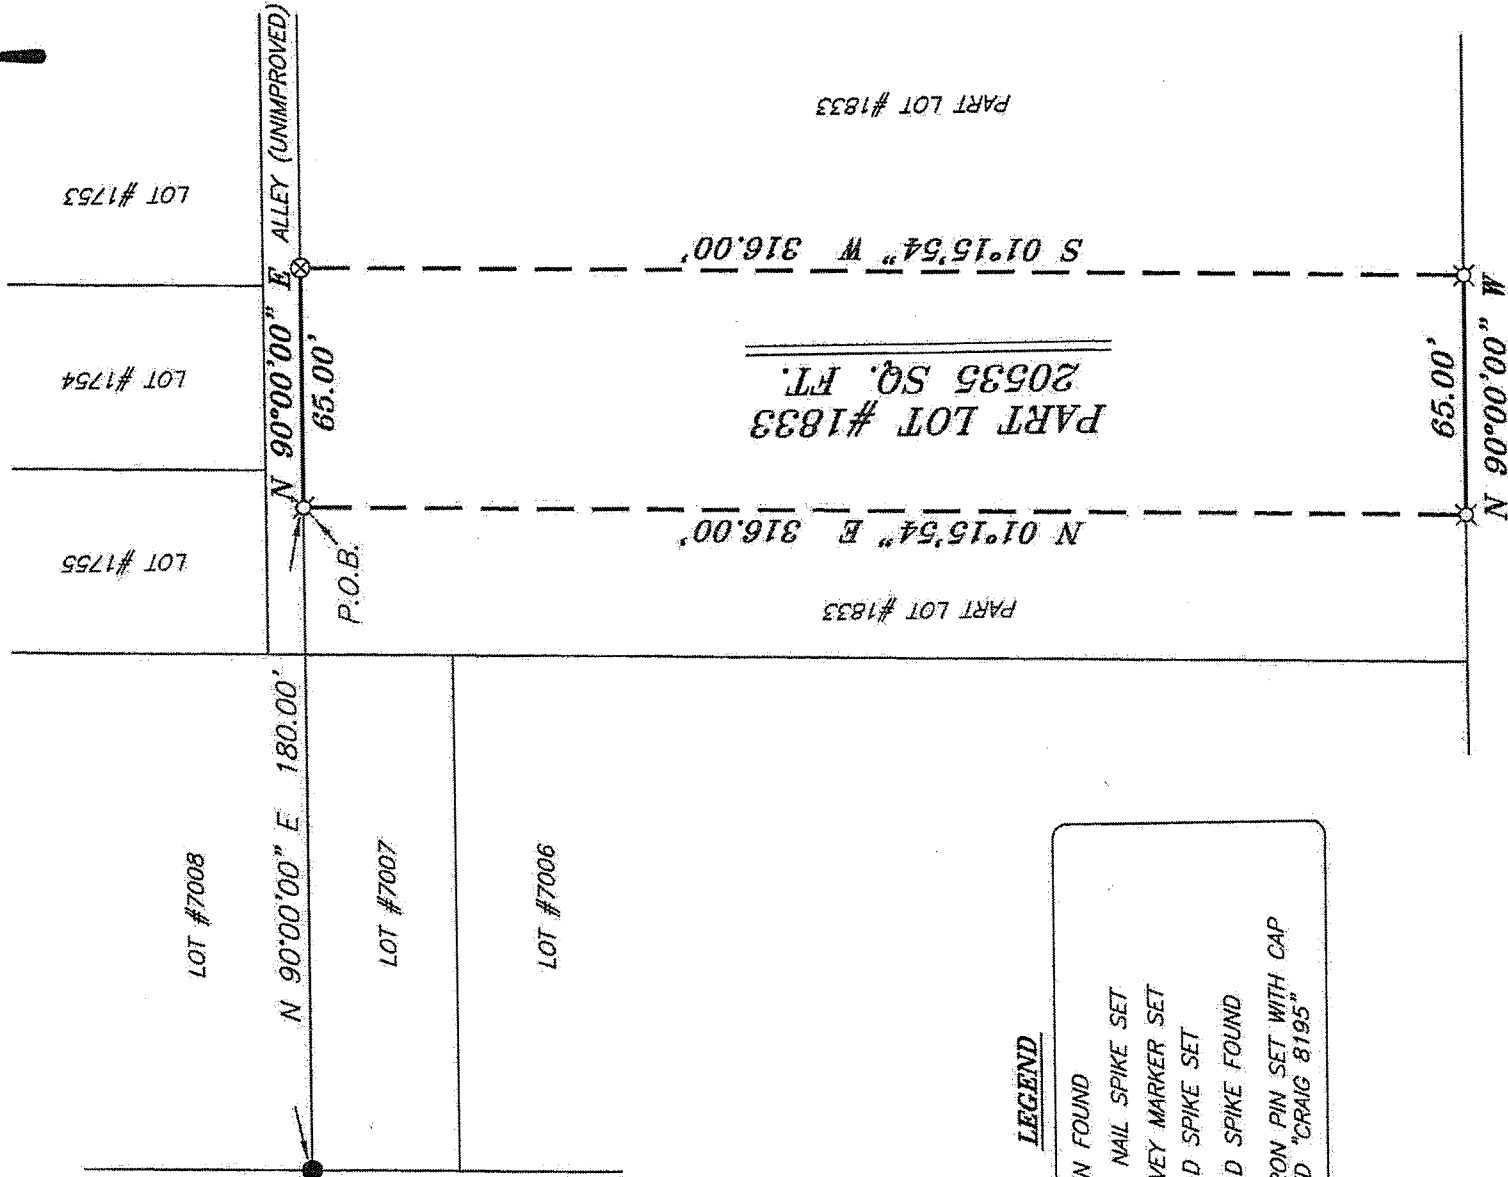 LOT #1753
LOT #1754
LOT #1755
ALLEY (UNIMPROVED)
N 90°00'00" E
65.00'
P.O.B.
PART LOT #1833
S 01°15'54" W 316.00'
PART LOT #1833
20535 SQ. FT.
N 01°15'54" E 316.00'
PART LOT #1833
65.00'
N 90°00'00" W
N 90°00'00" E 180.00'
LOT #7008
LOT #7007
LOT #7006
LEGEND
FOUND
NAIL SPIKE SET
MARKER SET
SPIKE SET
SPIKE FOUND
PIN SET WITH CAP
"CRAIG 8195"